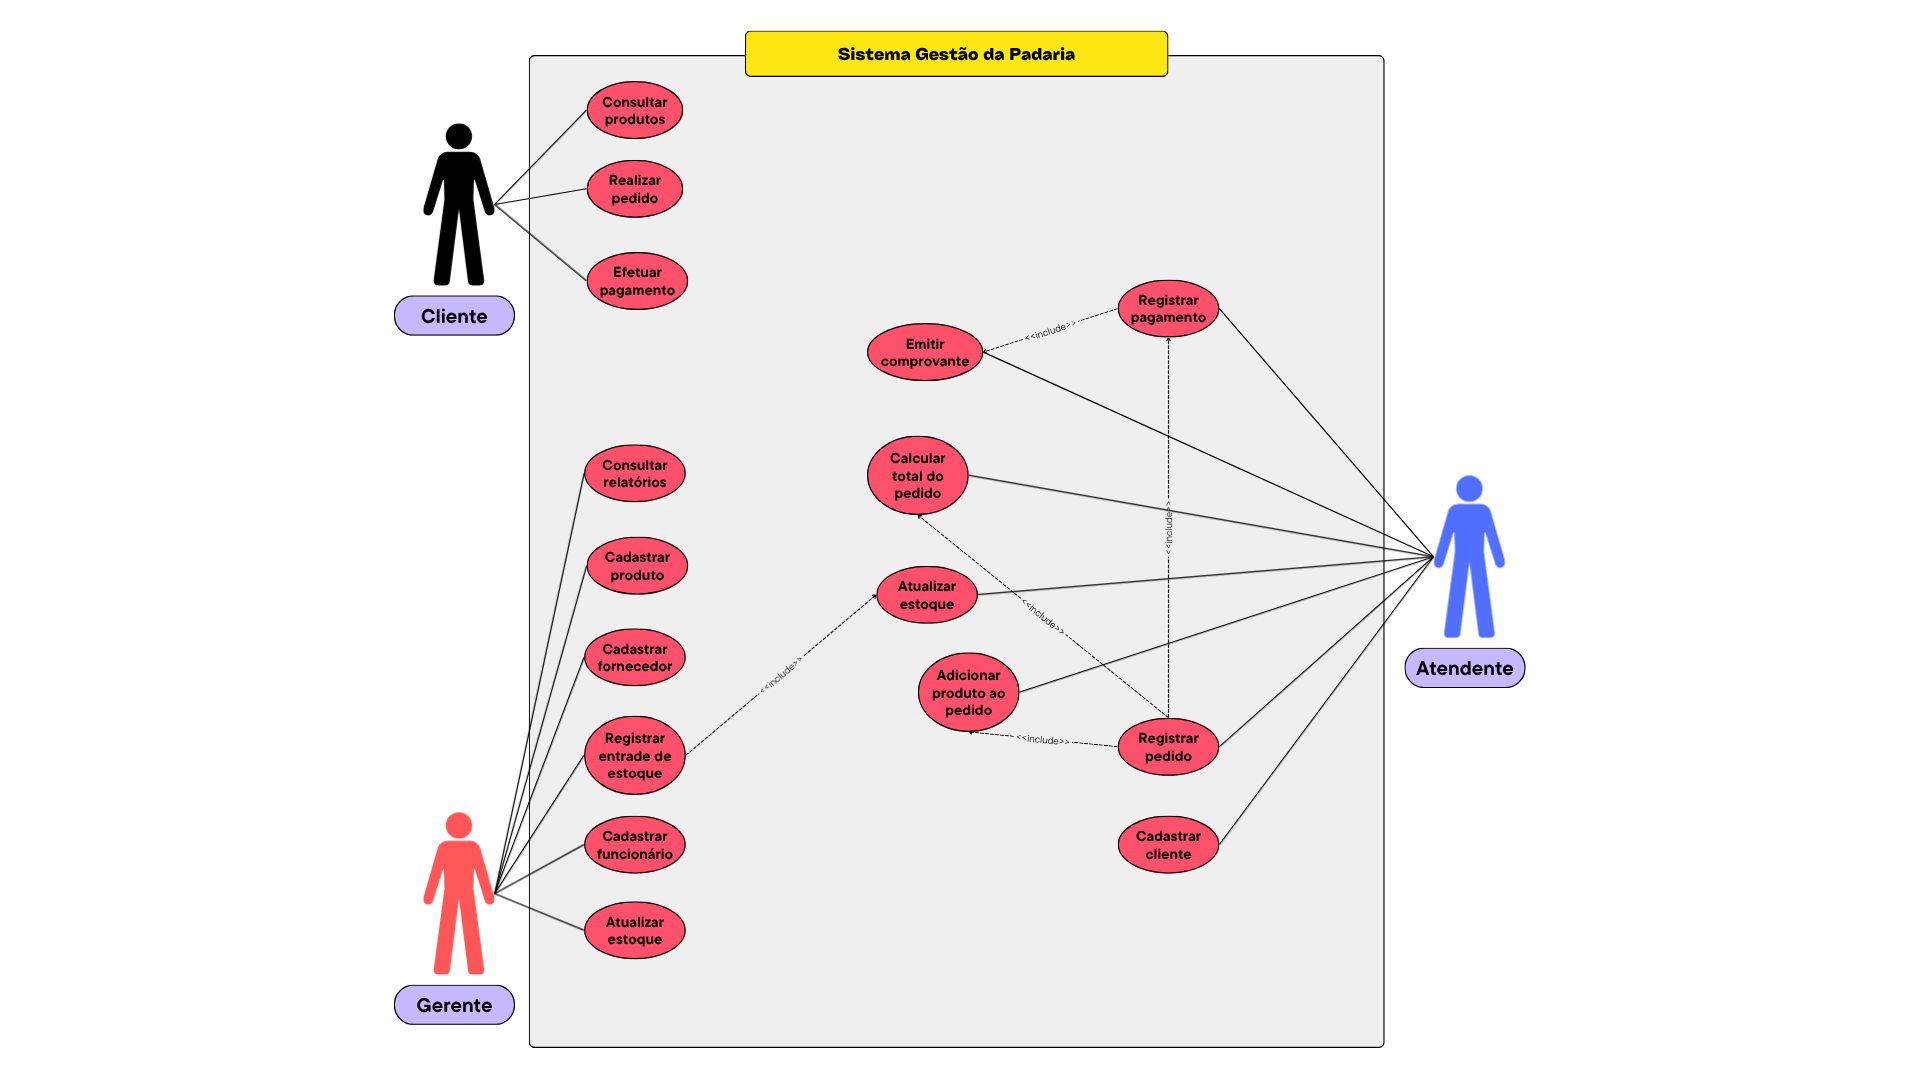 Sistema Gestão da Padaria
Consultar
produtos
Realizar
pedido
Efetuar
pagamento
Cliente
Registrar
pagamento
<<include>>
Emitir
comprovante
Calcular
total do
pedido
Consultar
relatórios
<<include>>
Cadastrar
produto
Atualizar
estoque
<<include>>
Cadastrar
fornecedor
<<include>>
Adicionar
produto ao
pedido
Atendente
Registrar
entrade de
estoque
<<include>>
Registrar
pedido
Cadastrar
funcionário
Cadastrar
cliente
Atualizar
estoque
Gerente